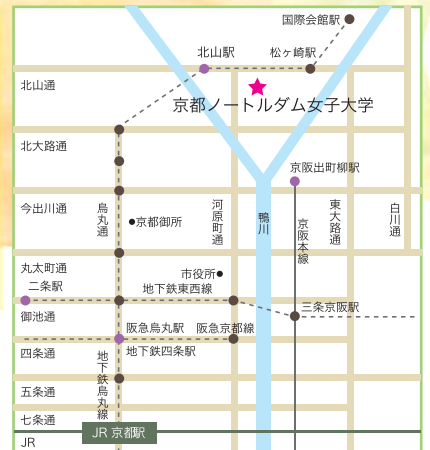 国際会館駅
北山駅
松ヶ崎駅
北山通
京都ノートルダム女子大学
北大路通
京阪出町柳駅
今出川通
烏丸通
●京都御所
河原町通
鴨川
京阪本線
東大路通
白川通
丸太町通
市役所●
二条駅
地下鉄東西線
三条京阪駅
御池通
阪急烏丸駅
阪急京都線
四条通
地下鉄四条駅
地下鉄烏丸線
五条通
七条通
JR 京都駅
JR